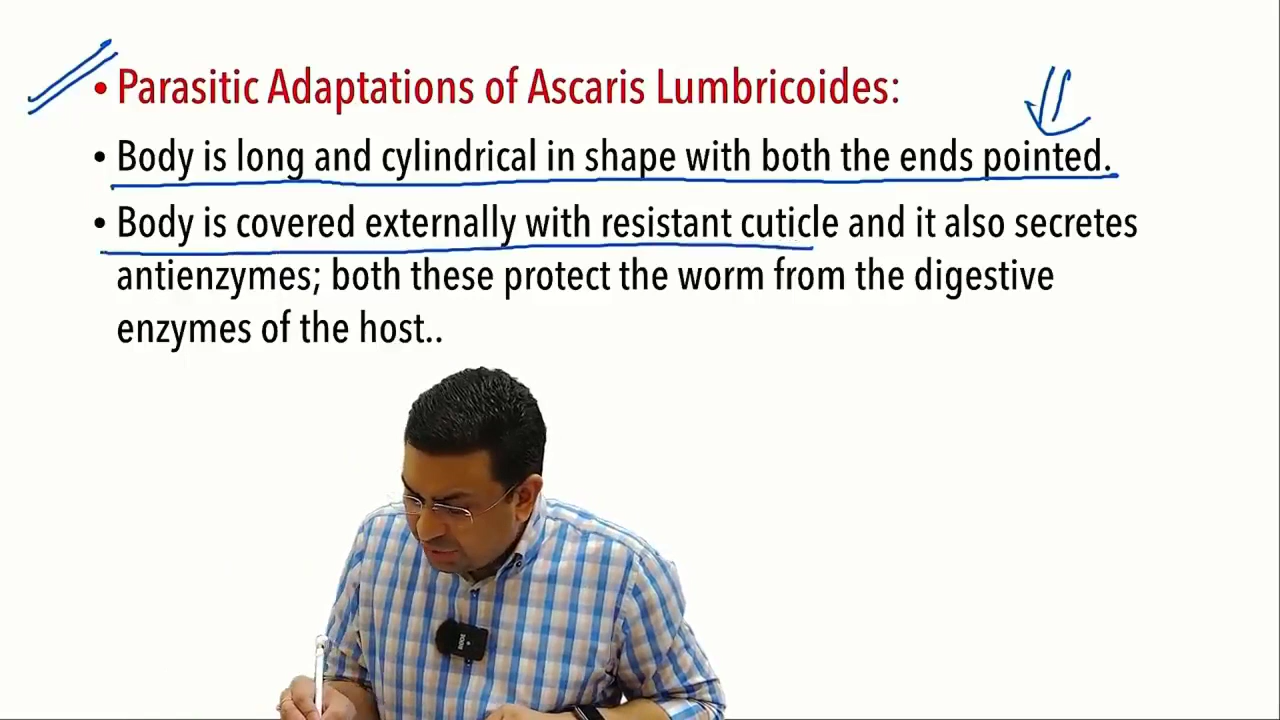 • Parasitic Adaptations of Ascaris Lumbricoides:
• Body is long and cylindrical in shape with both the ends pointed.
• Body is covered externally with resistant cuticle and it also secretes
antienzymes; both these protect the worm from the digestive
enzymes of the host..
RODE